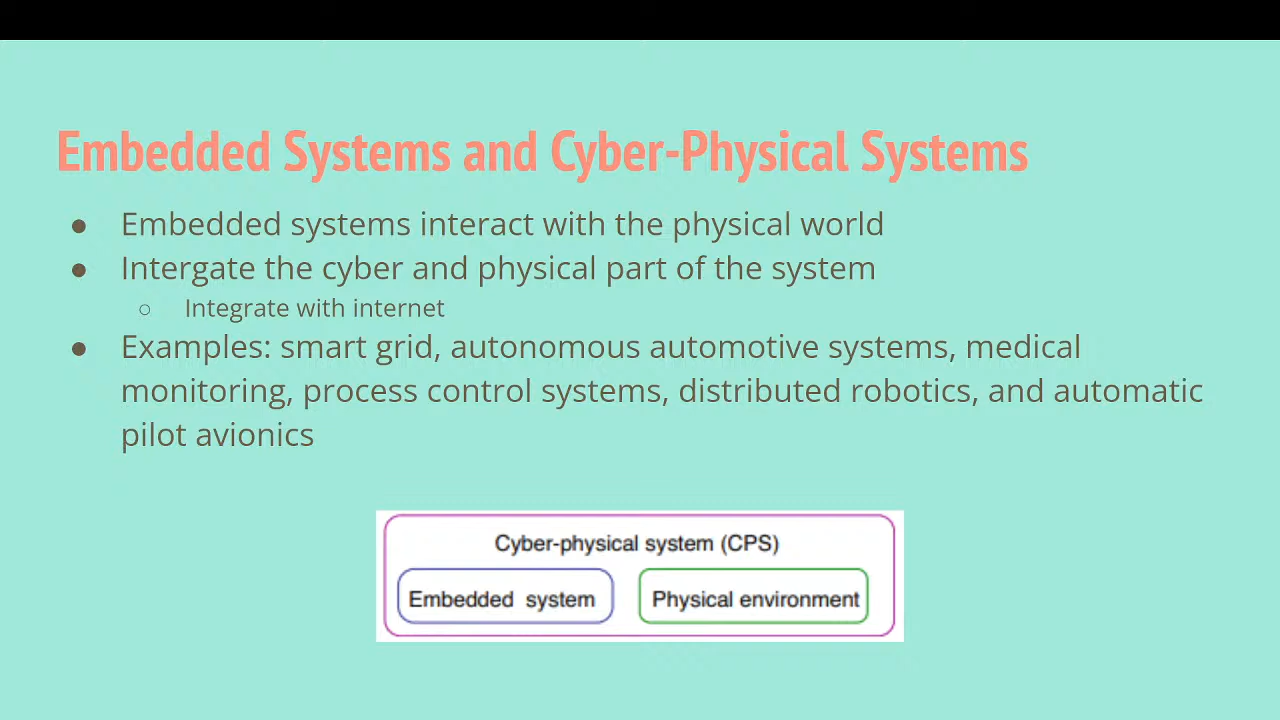 Embedded Systems and Cyber-Physical Systems
● Embedded systems interact with the physical world
● Intergate the cyber and physical part of the system
○ Integrate with internet
● Examples: smart grid, autonomous automotive systems, medical
monitoring, process control systems, distributed robotics, and automatic
pilot avionics
Cyber-physical system (CPS)
Embedded system
Physical environment